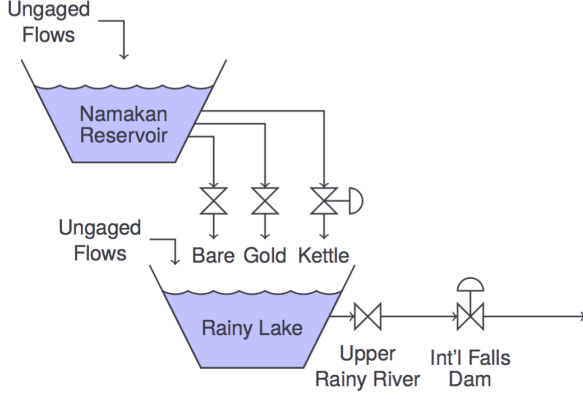 Ungaged
Flows
Namakan
Reservoir
Ungaged
Flows
Bare Gold Kettle
Rainy Lake
Upper
Rainy River
Int'l Falls
Dam